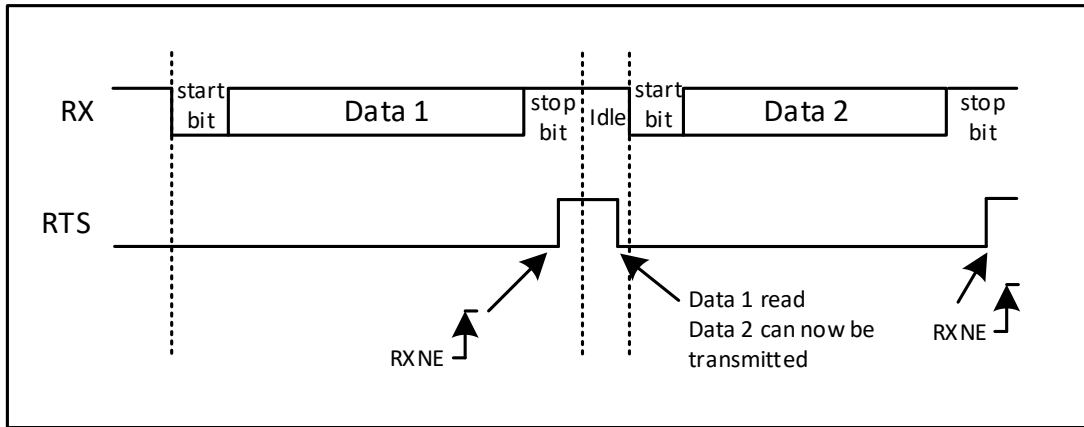 RX
start
bit
Data 1
stop
bit
Idle
start
bit
Data 2
stop
bit
RTS
RXNE
Data 1 read
Data 2 can now be
transmitted
RXNE